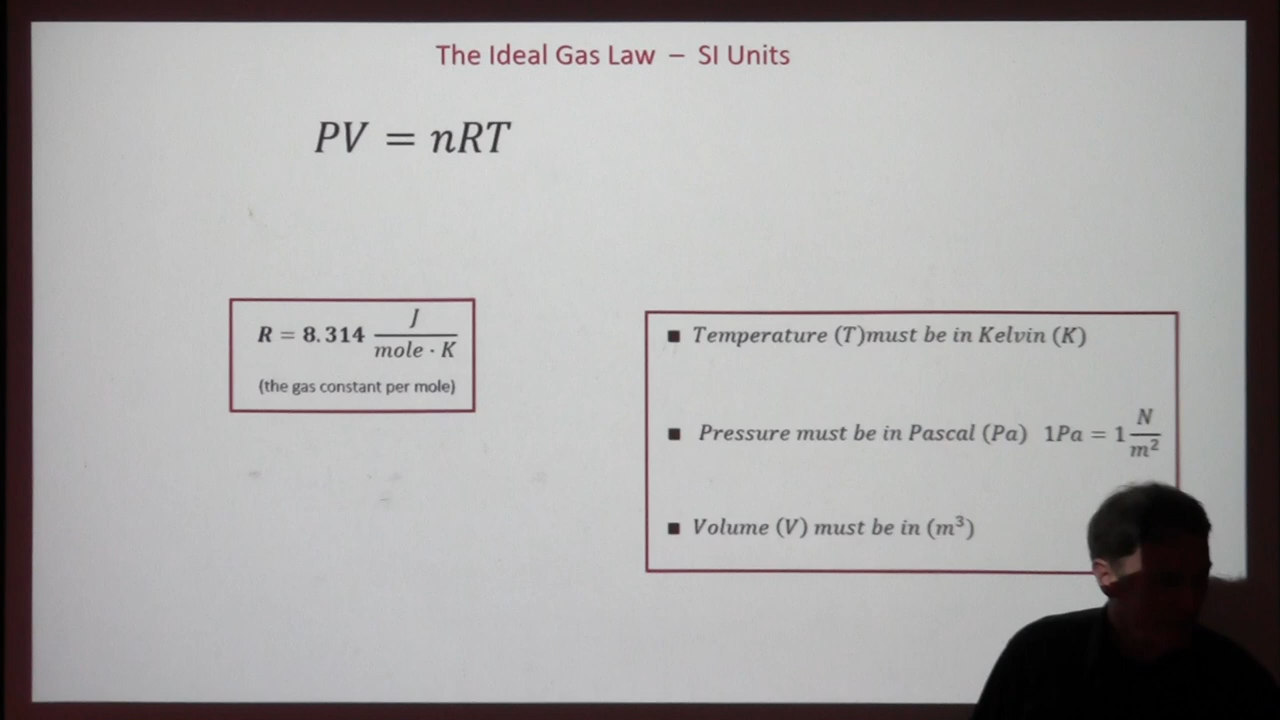 The Ideal Gas Law – SI Units
PV = nRT
R = 8.314 J / mole · K
(the gas constant per mole)
■ Temperature (T)must be in Kelvin (K)
■ Pressure must be in Pascal (Pa) 1Pa = 1 N / m²
■ Volume (V) must be in (m³)